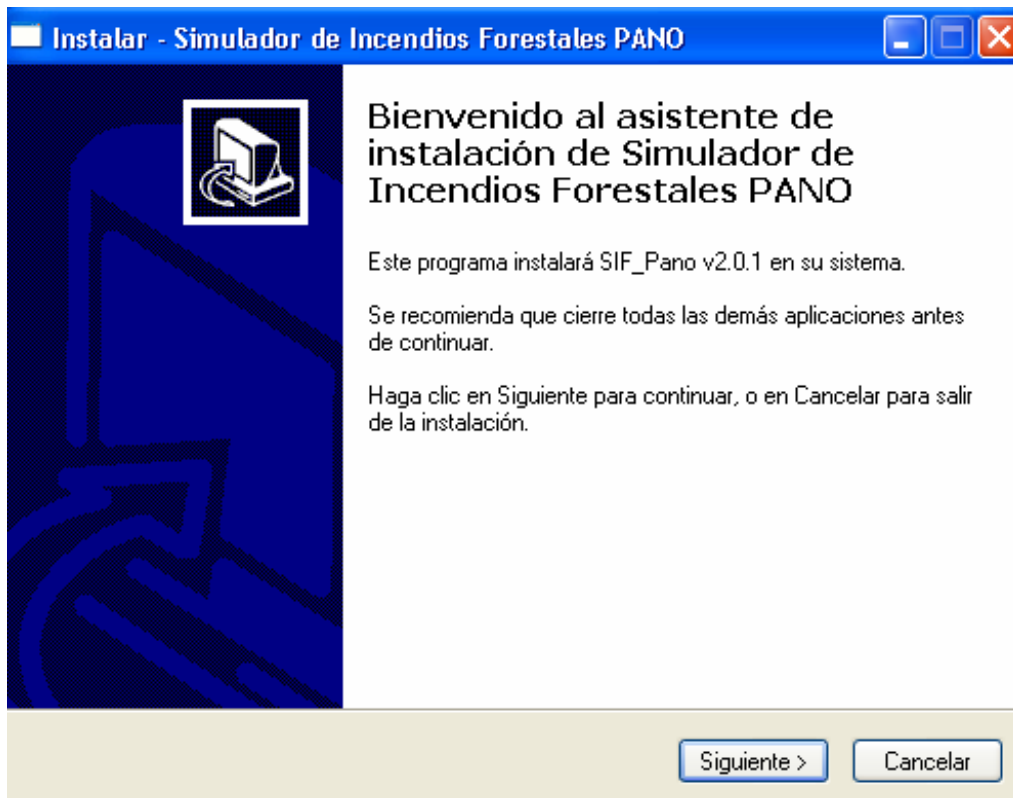 Instalar - Simulador de Incendios Forestales PANO
Bienvenido al asistente de
instalación de Simulador de
Incendios Forestales PANO
Este programa instalará SIF_Pano v2.0.1 en su sistema.
Se recomienda que cierre todas las demás aplicaciones antes
de continuar.
Haga clic en Siguiente para continuar, o en Cancelar para salir
de la instalación.
Siguiente >
Cancelar